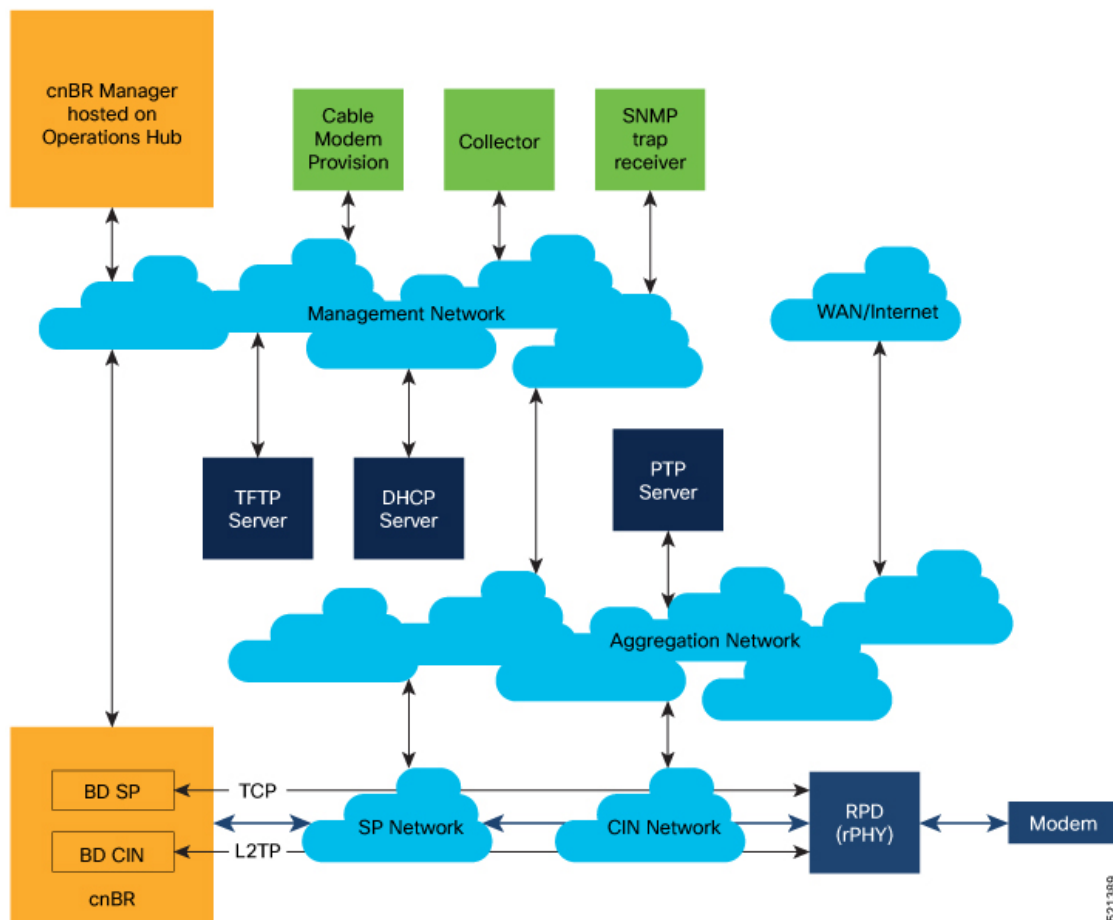 cnBR Manager
hosted on
Operations Hub
Cable
Modem
Provision
Collector
SNMP
trap
receiver
Management Network
WAN/Internet
TFTP
Server
DHCP
Server
PTP
Server
Aggregation Network
BD SP
TCP
SP Network
CIN Network
RPD
(rPHY)
Modem
BD CIN
L2TP
cnBR
521389